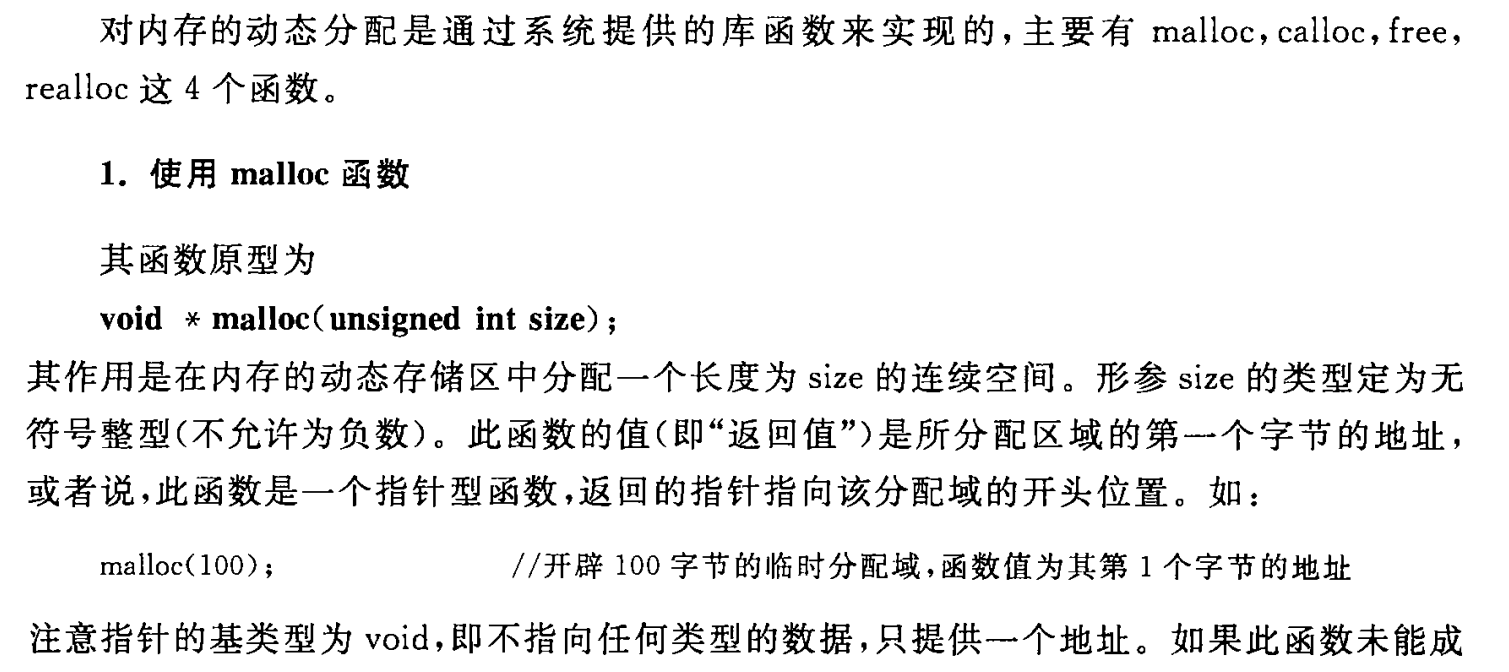 对内存的动态分配是通过系统提供的库函数来实现的,主要有 malloc,calloc,free,
realloc 这 4 个函数。
1. 使用 malloc 函数
其函数原型为
void * malloc(unsigned int size);
其作用是在内存的动态存储区中分配一个长度为 size 的连续空间。形参 size 的类型定为无
符号整型(不允许为负数)。此函数的值(即“返回值”)是所分配区域的第一个字节的地址,
或者说,此函数是一个指针型函数,返回的指针指向该分配域的开头位置。如:
malloc(100); //开辟 100 字节的临时分配域,函数值为其第 1 个字节的地址
注意指针的基类型为 void,即不指向任何类型的数据,只提供一个地址。如果此函数未能成